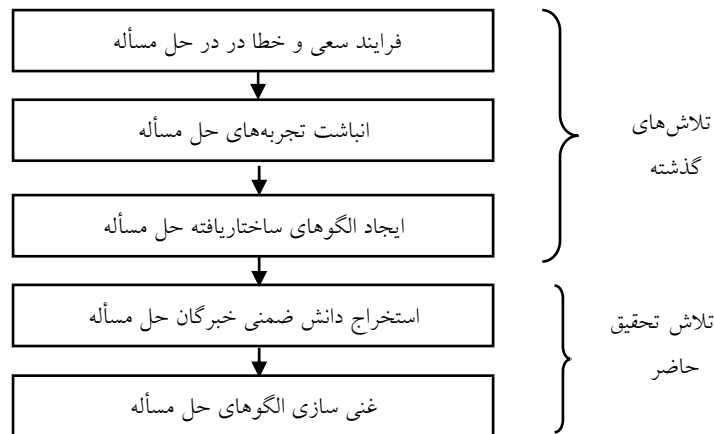 فرایند سعی و خطا در در حل مسأله
انباشت تجربه‌های حل مسأله
ایجاد الگوهای ساختاریافته حل مسأله
تلاش‌های
گذشته
استخراج دانش ضمنی خبرگان حل مسأله
غنی سازی الگوهای حل مسأله
تلاش تحقیق
حاضر